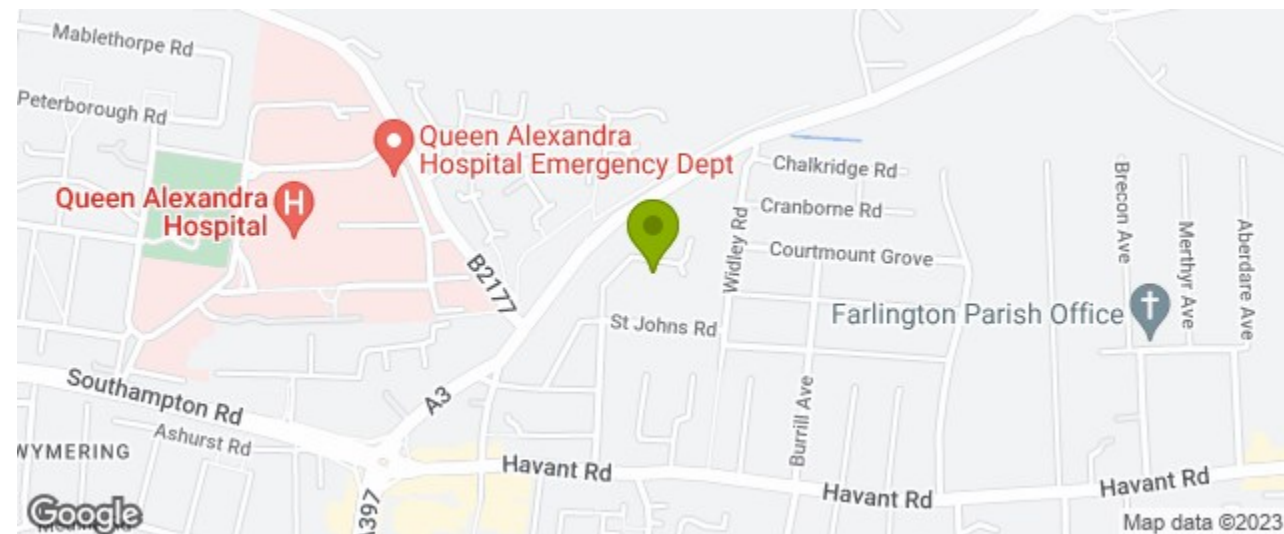 Mablethorpe Rd
Peterborough Rd
Queen Alexandra
Hospital Emergency Dept
Queen Alexandra
Hospital
H
B2177
Chalkridge Rd
Cranborne Rd
Widley Rd
Courtmount Grove
Brecon Ave
Merthyr Ave
Aberdare Ave
St Johns Rd
Farlington Parish Office
Southampton Rd
A3
Burrill Ave
Ashurst Rd
WYMERING
Havant Rd
Havant Rd
Havant Rd
Google
Map data ©2023